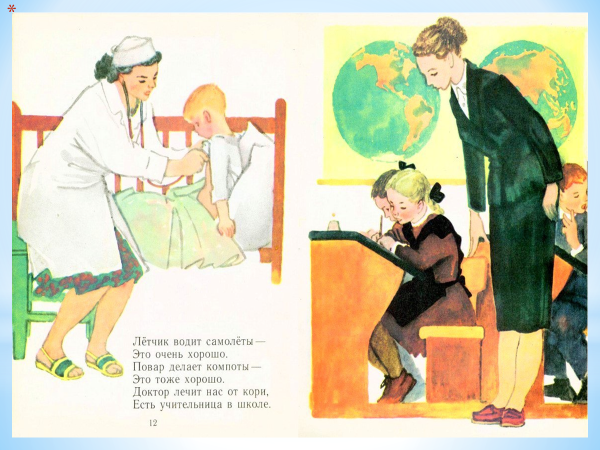 Лётчик водит самолёты —
Это очень хорошо.
Повар делает компоты —
Это тоже хорошо.
Доктор лечит нас от кори,
Есть учительница в школе.
12